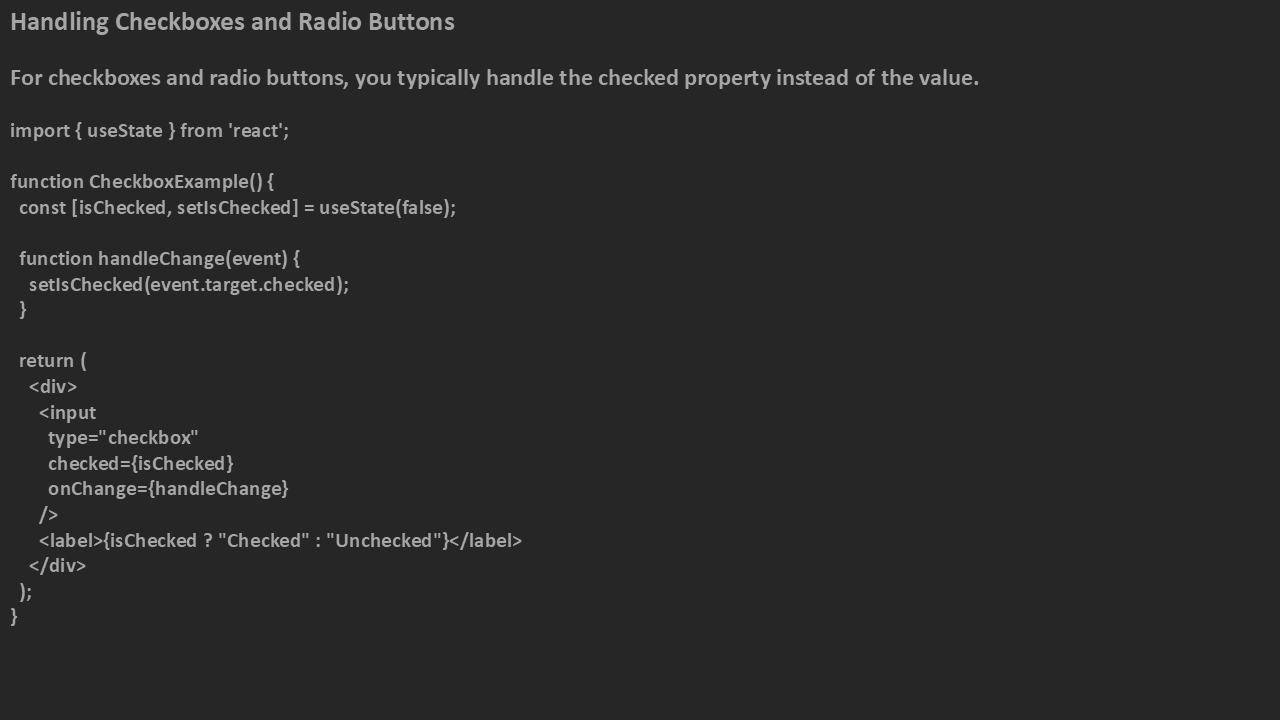 Handling Checkboxes and Radio Buttons
For checkboxes and radio buttons, you typically handle the checked property instead of the value.
import { useState } from 'react';
function CheckboxExample() {
const [isChecked, setIsChecked] = useState(false);
function handleChange(event) {
setIsChecked(event.target.checked);
}
return (
<div>
<input
type="checkbox"
checked={isChecked}
onChange={handleChange}
/>
<label>{isChecked ? "Checked" : "Unchecked"}</label>
</div>
);
}